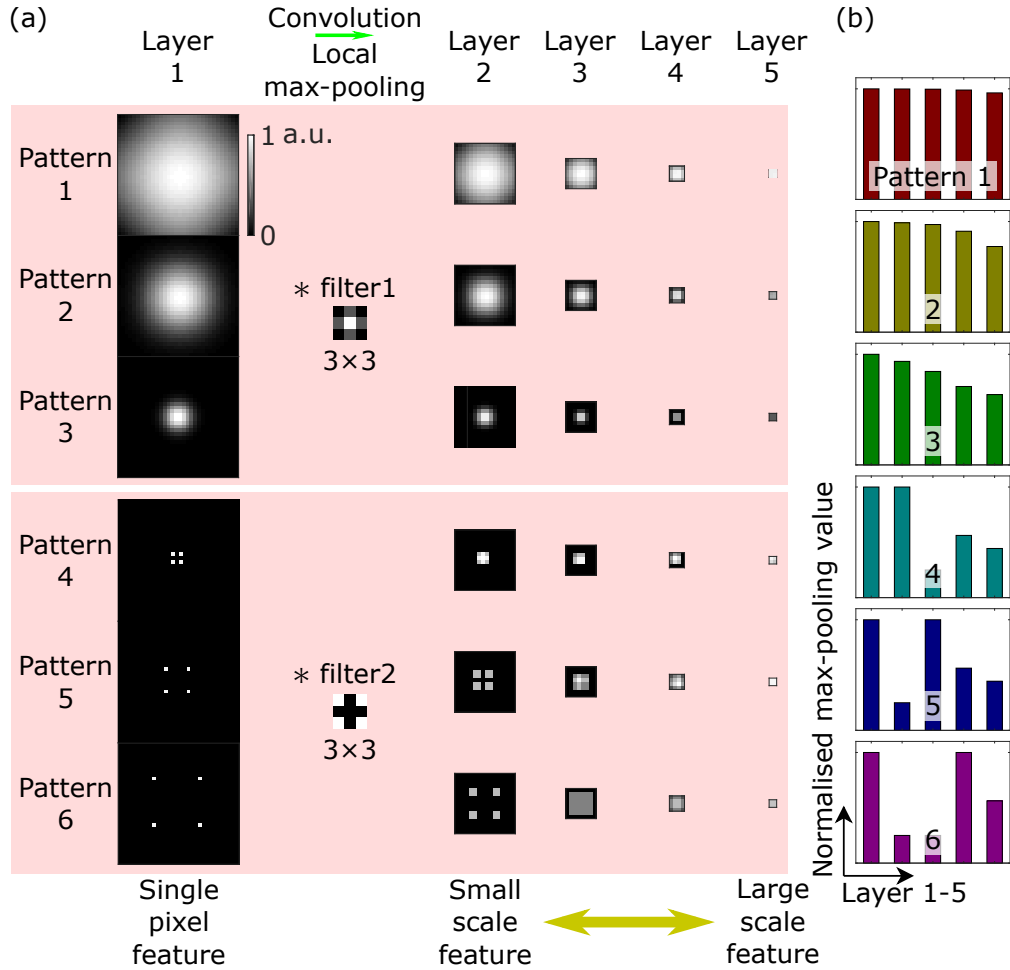 (a)
Convolution
Local
max-pooling
Layer
1
Layer
2
Layer
3
Layer
4
Layer
5
(b)
Pattern
1
1 a.u.
0
Pattern
2
* filter1
3×3
Pattern
3
Pattern
4
Pattern
5
* filter2
3×3
Pattern
6
Single
pixel
feature
Small
scale
feature
Large
scale
feature
Pattern 1
2
3
4
5
6
Normalised max-pooling value
Layer 1-5